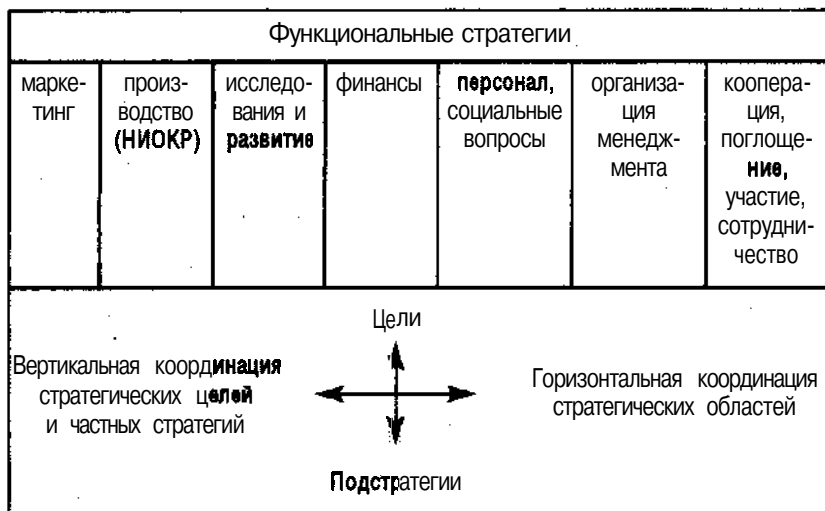 Функциональные стратегии
марке-
тинг
произ-
водство
(НИОКР)
исследо-
вания и
развитие
финансы
персонал,
социальные
вопросы
организа-
ция
менедж-
мента
коопера-
ция,
поглоще-
ние,
участие,
сотрудни-
чество
Цели
Вертикальная координация
стратегических целей
и частных стратегий
Горизонтальная координация
стратегических областей
Подстратегии